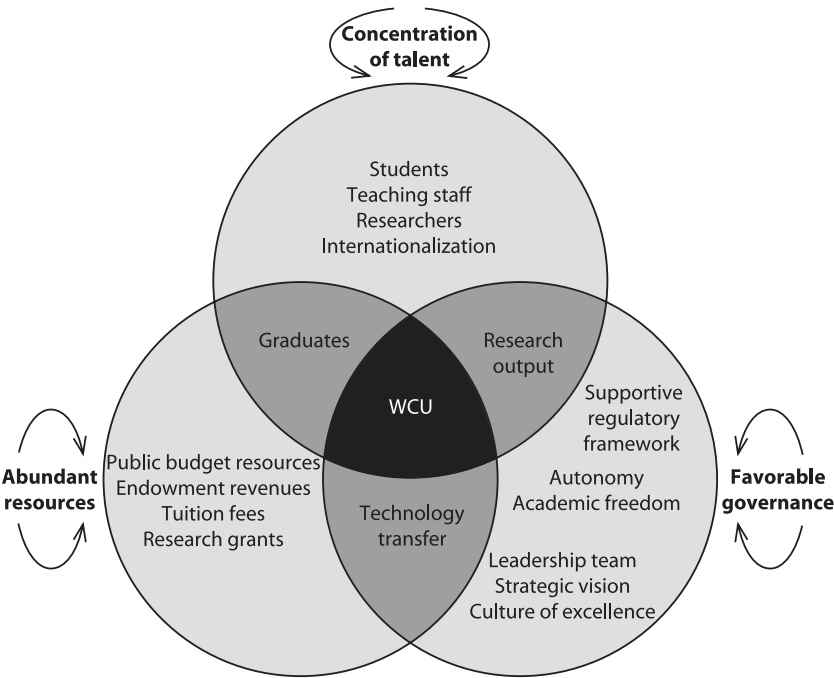 Concentration
of talent
Students
Teaching staff
Researchers
Internationalization
Graduates
Research
output
WCU
Supportive
regulatory
framework
Abundant
resources
Public budget resources
Endowment revenues
Tuition fees
Research grants
Technology
transfer
Autonomy
Academic freedom
Leadership team
Strategic vision
Culture of excellence
Favorable
governance